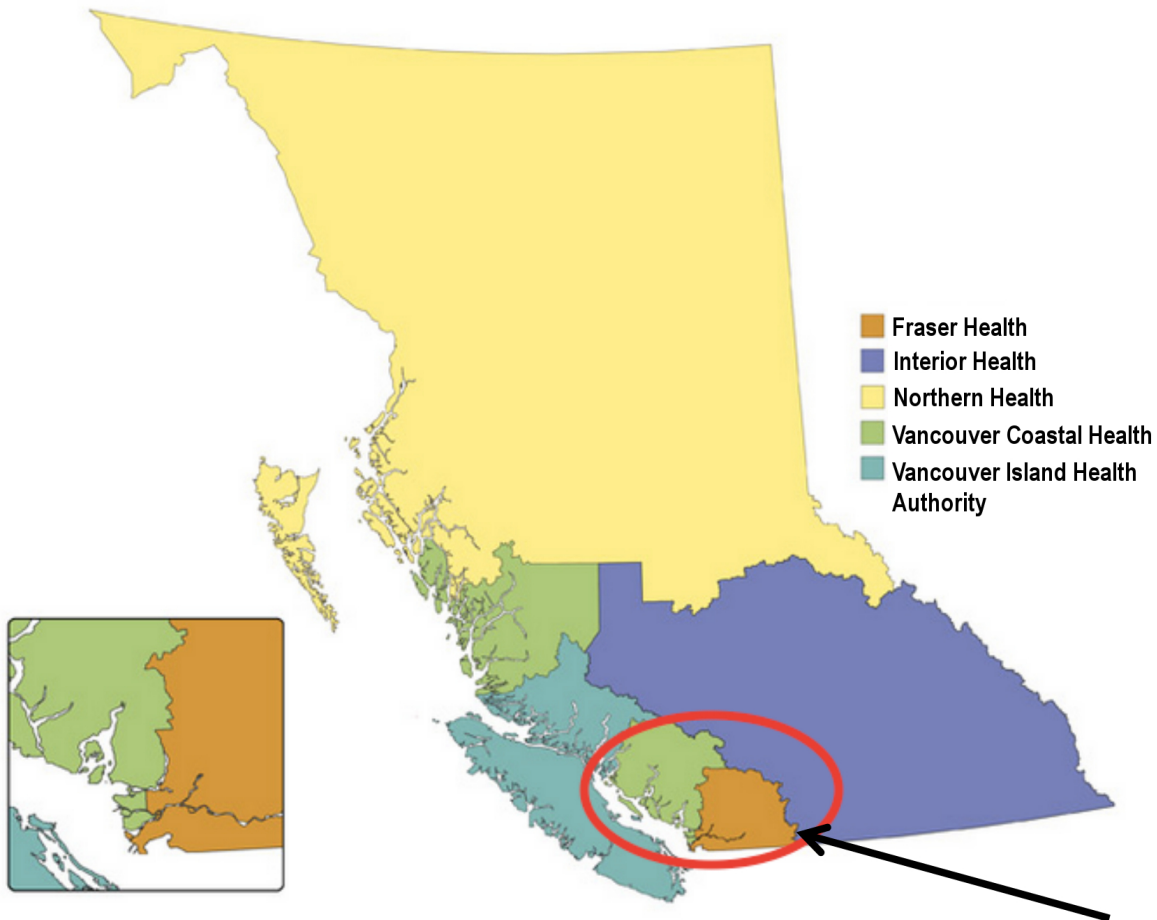 Fraser Health
Interior Health
Northern Health
Vancouver Coastal Health
Vancouver Island Health
Authority